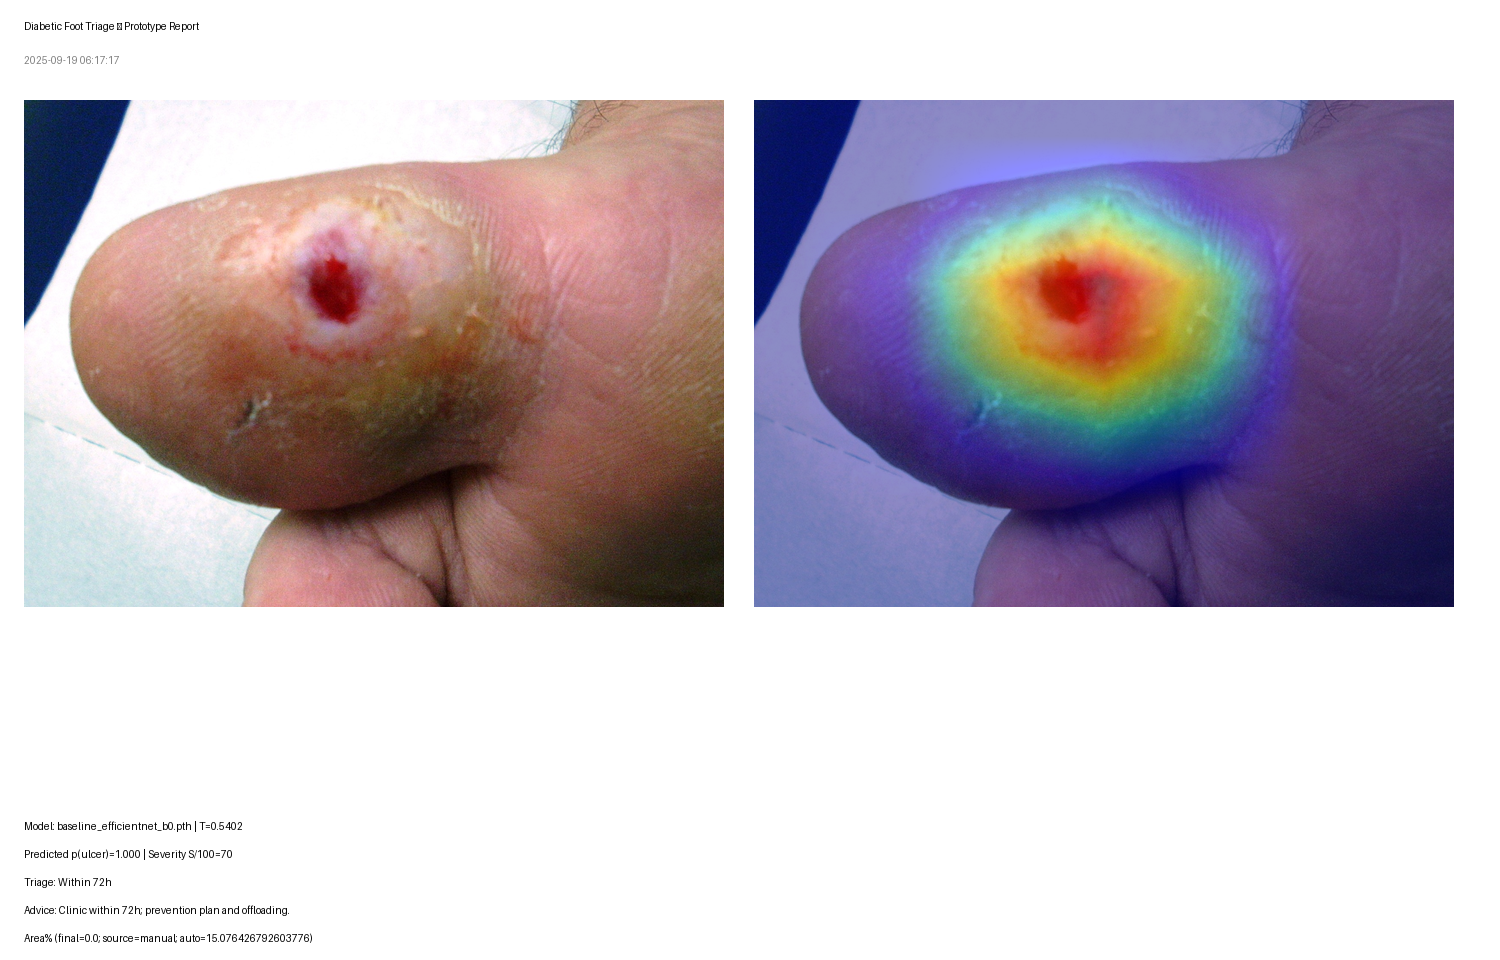 Diabetic Foot Triage � Prototype Report
2025-09-19 06:17:17
Model: baseline_efficientnet_b0.pth | T=0.5402
Predicted p(ulcer)=1.000 | Severity S/100=70
Triage: Within 72h
Advice: Clinic within 72h; prevention plan and offloading.
Area% (final=0.0; source=manual; auto=15.076426792603776)